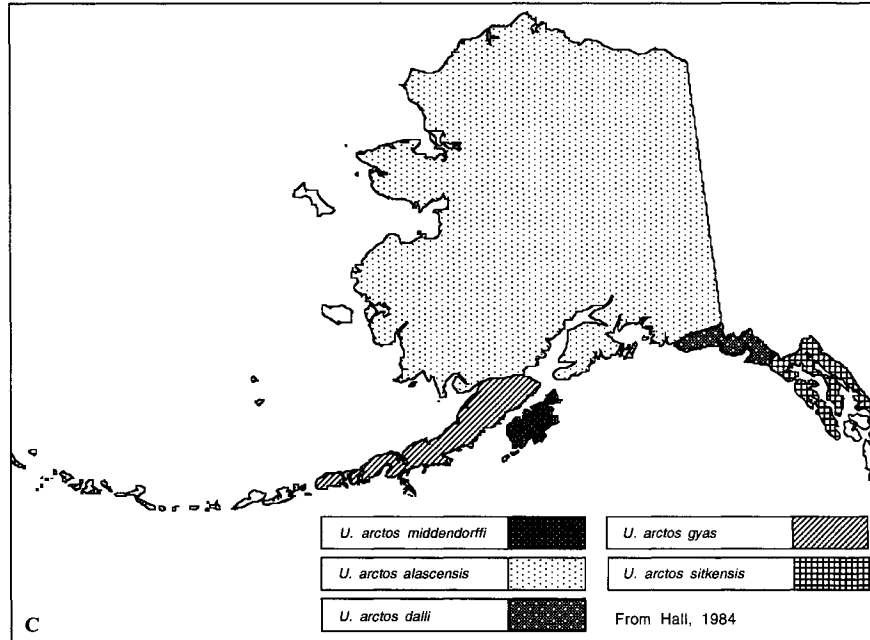 U. arctos middendorffi
U. arctos gyas
U. arctos alascensis
U. arctos sitkensis
U. arctos dalli
From Hall, 1984
C